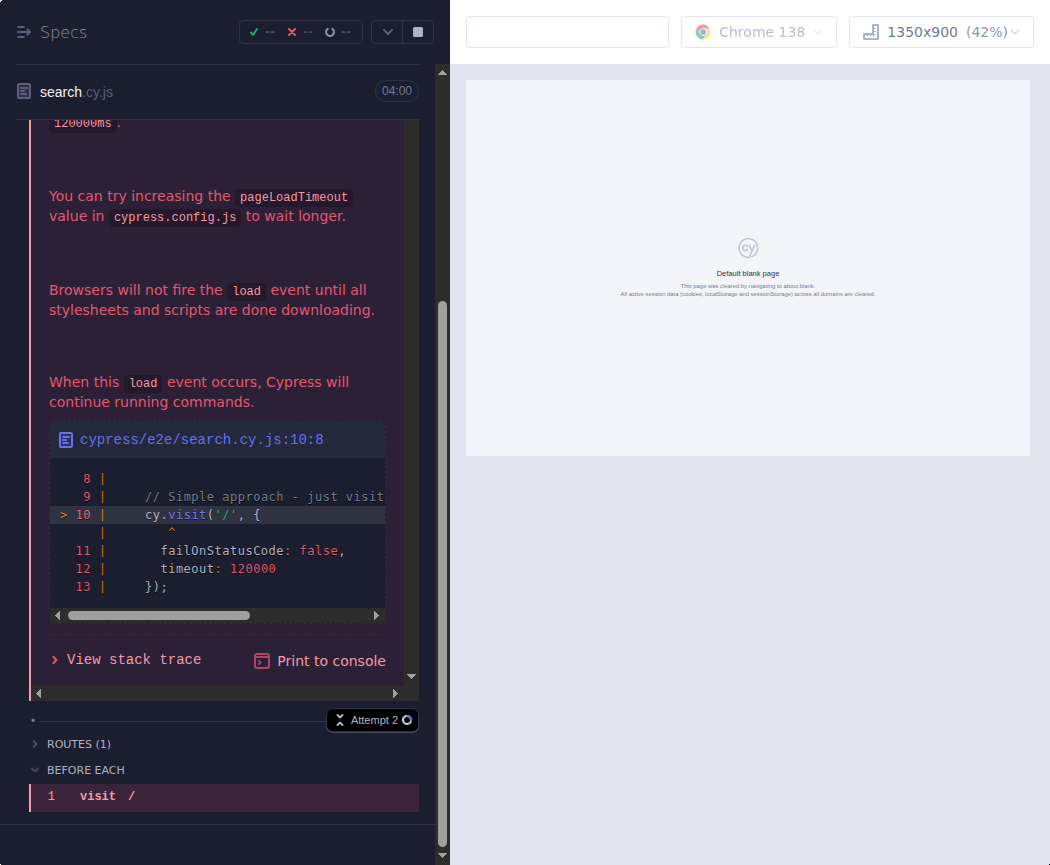 Specs
--
--
--
Chrome 138
1350x900 (42%)
search.cy.js
04:00
120000ms.
You can try increasing the pageLoadTimeout
value in cypress.config.js to wait longer.
Browsers will not fire the load event until all
stylesheets and scripts are done downloading.
When this load event occurs, Cypress will
continue running commands.
cypress/e2e/search.cy.js:10:8
8 |
9 | // Simple approach - just visit
> 10 | cy.visit('/', {
| ^
11 | failOnStatusCode: false,
12 | timeout: 120000
13 | });
View stack trace
Print to console
Attempt 2
ROUTES (1)
BEFORE EACH
1 visit /
cy
Default blank page
This page was cleared by navigating to about:blank.
All active session data (cookies, localStorage and sessionStorage) across all domains are cleared.